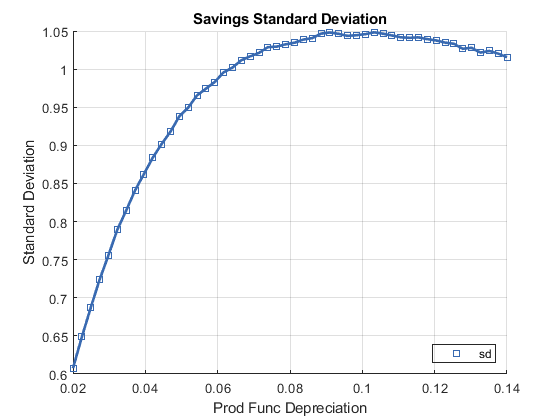 Savings Standard Deviation
1.05
1
0.95
0.9
0.85
0.8
0.75
0.7
0.65
0.6
Standard Deviation
sd
0.02 0.04 0.06 0.08 0.1 0.12 0.14
Prod Func Depreciation